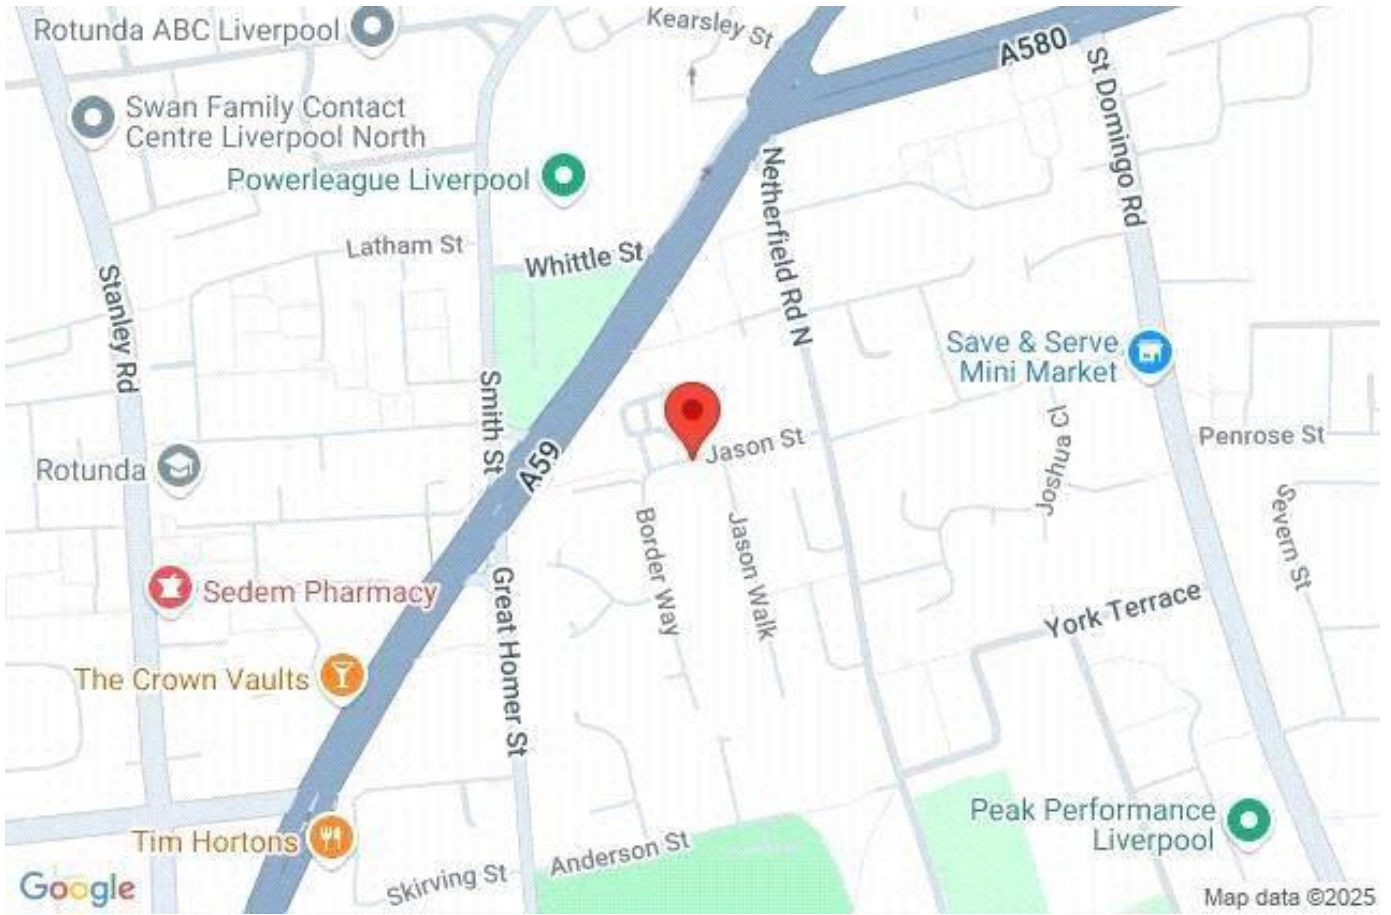 Rotunda ABC Liverpool
Kearsley St
A580
Swan Family Contact
Centre Liverpool North
St Domingo Rd
Powerleague Liverpool
Netherfield Rd N
Latham St
Whittle St
Stanley Rd
Save & Serve
Mini Market
Smith St
Jason St
Joshua Cl
Penrose St
Rotunda
A59
Severn St
Border Way
Jason Walk
Sedem Pharmacy
Great Homer St
York Terrace
The Crown Vaults
Peak Performance
Liverpool
Tim Hortons
Anderson St
Skirving St
Google
Map data ©2025